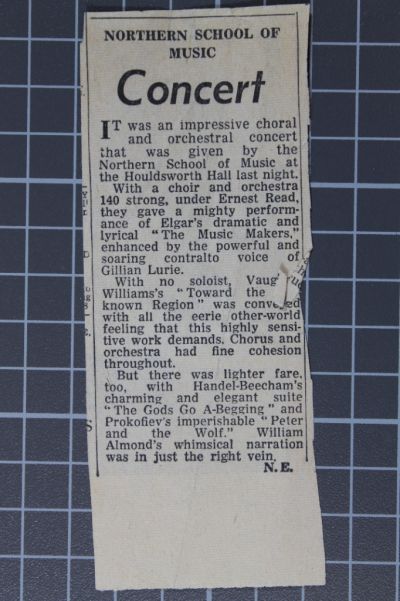 NORTHERN SCHOOL OF
MUSIC
Concert
IT was an impressive choral
and orchestral concert
that was given by the
Northern School of Music at
the Houldsworth Hall last night.
With a choir and orchestra
140 strong, under Ernest Read,
they gave a mighty perform-
ance of Elgar's dramatic and
lyrical "The Music Makers,"
enhanced by the powerful and
soaring contralto voice of
Gillian Lurie.
With no soloist, Vaug
Williams's "Toward the
known Region" was conveyed
with all the eerie other-world
feeling that this highly sensi-
tive work demands. Chorus and
orchestra had fine cohesion
throughout.
But there was lighter fare,
too, with Handel-Beecham's
charming and elegant suite
"The Gods Go A-Begging" and
Prokofiev's imperishable "Peter
and the Wolf." William
Almond's whimsical narration
was in just the right vein.
N.E.